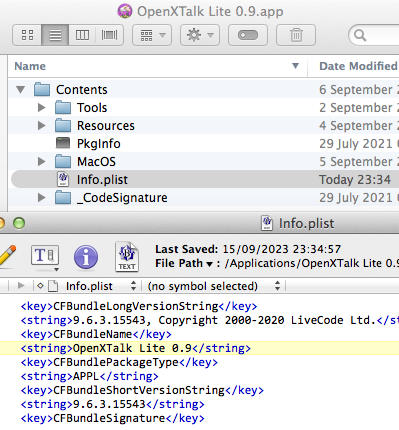 OpenXTalk Lite 0.9.app
Name
Date Modified
Contents
6 September 2
Tools
6 September 2
Resources
4 September 2
PkgInfo
29 July 2021
MacOS
5 September 2
Info.plist
Today 23:34
_CodeSignature
29 July 2021
Info.plist
T
i
TEXT
Last Saved: 15/09/2023 23:34:57
File Path ▾ : /Applications/OpenXTalk Lite 0.9
Info.plist
(no symbol selected)
<key>CFBundleLongVersionString</key>
<string>9.6.3.15543, Copyright 2000-2020 LiveCode Ltd.</s
<key>CFBundleName</key>
<string>OpenXTalk Lite 0.9</string>
<key>CFBundlePackageType</key>
<string>APPL</string>
<key>CFBundleShortVersionString</key>
<string>9.6.3.15543</string>
<key>CFBundleSignature</key>